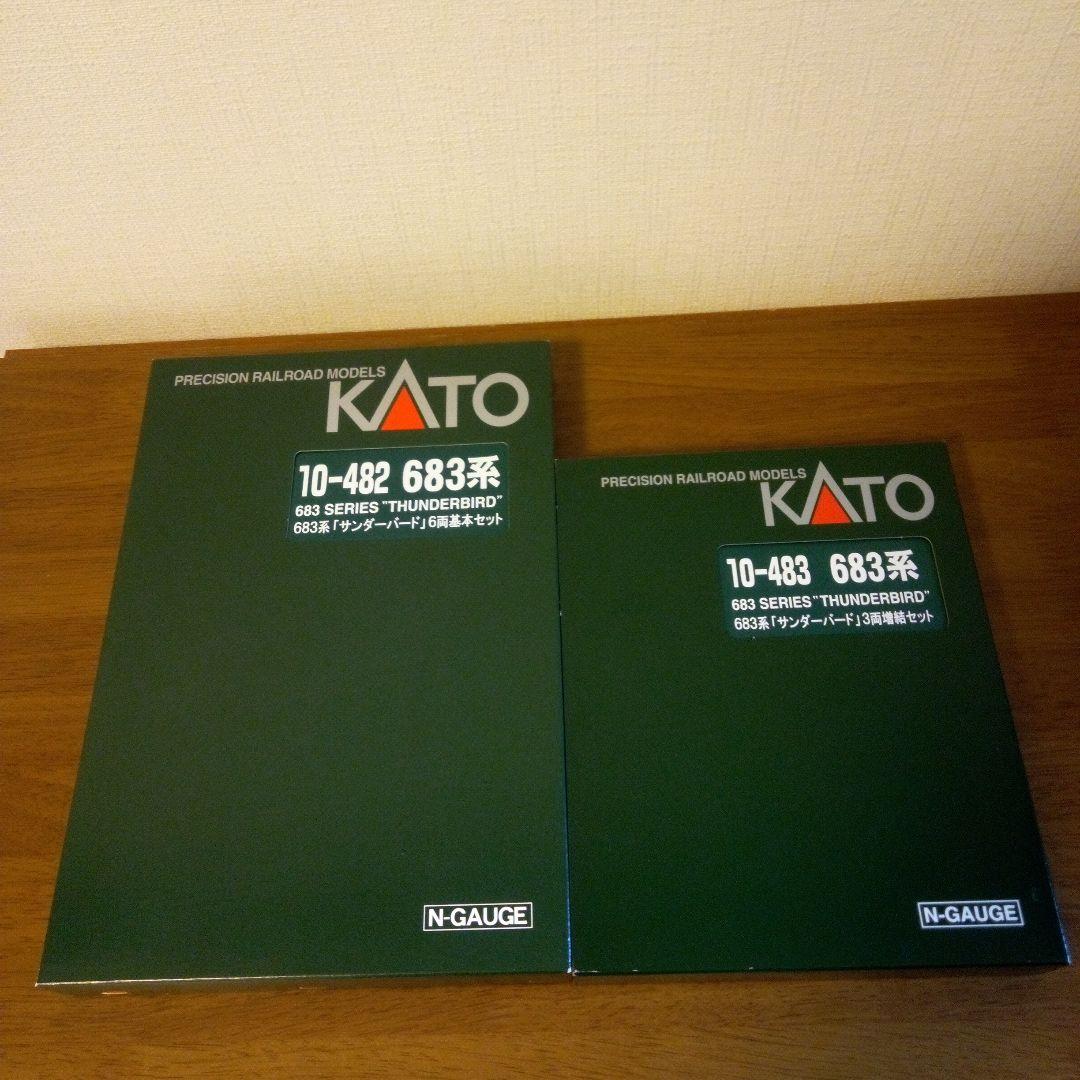 PRECISION RAILROAD MODELS
KATO
10-482 683系
683 SERIES "THUNDERBIRD"
683系「サンダーバード」6両基本セット
N-GAUGE
PRECISION RAILROAD MODELS
KATO
10-483 683系
683 SERIES "THUNDERBIRD"
683系「サンダーバード」3両増結セット
N-GAUGE